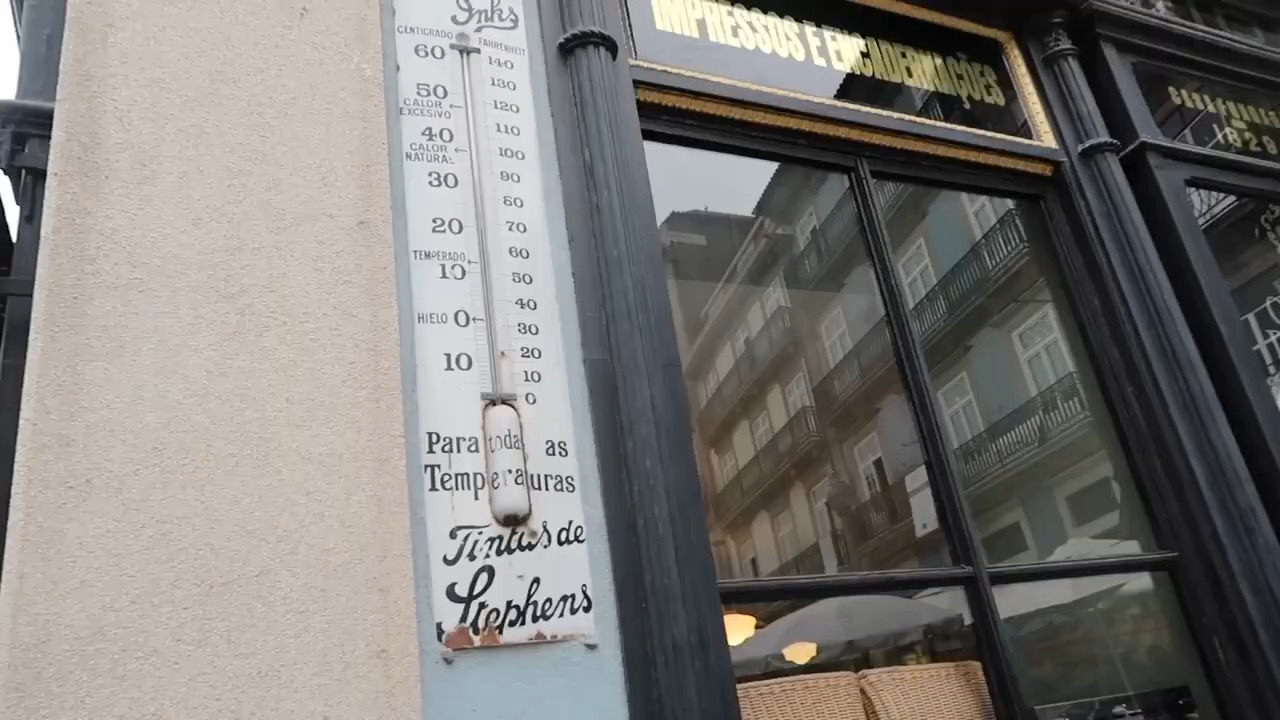 Inks
CENTIGRADO FAHRENHEIT
60 140
130
50 120
CALOR
EXCESIVO
40 110
CALOR
NATURAL 100
30 90
80
20 70
TEMPERADO 60
10 50
40
HIELO 0 30
20
10 10
0
Para todas as
Temperaturas
Tintas de
Stephens
IMPRESSOS E ENCADERNAÇÕES
CASA FUNDADA
1829